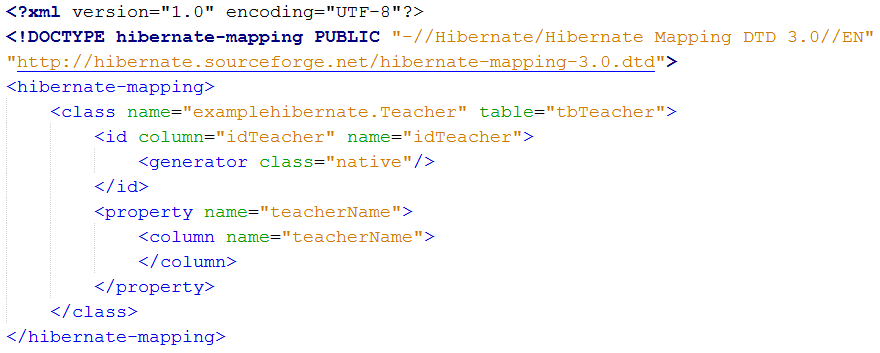 <?xml version="1.0" encoding="UTF-8"?>
<!DOCTYPE hibernate-mapping PUBLIC "-//Hibernate/Hibernate Mapping DTD 3.0//EN"
"http://hibernate.sourceforge.net/hibernate-mapping-3.0.dtd">
<hibernate-mapping>
    <class name="examplehibernate.Teacher" table="tbTeacher">
        <id column="idTeacher" name="idTeacher">
            <generator class="native"/>
        </id>
        <property name="teacherName">
            <column name="teacherName">
            </column>
        </property>
    </class>
</hibernate-mapping>